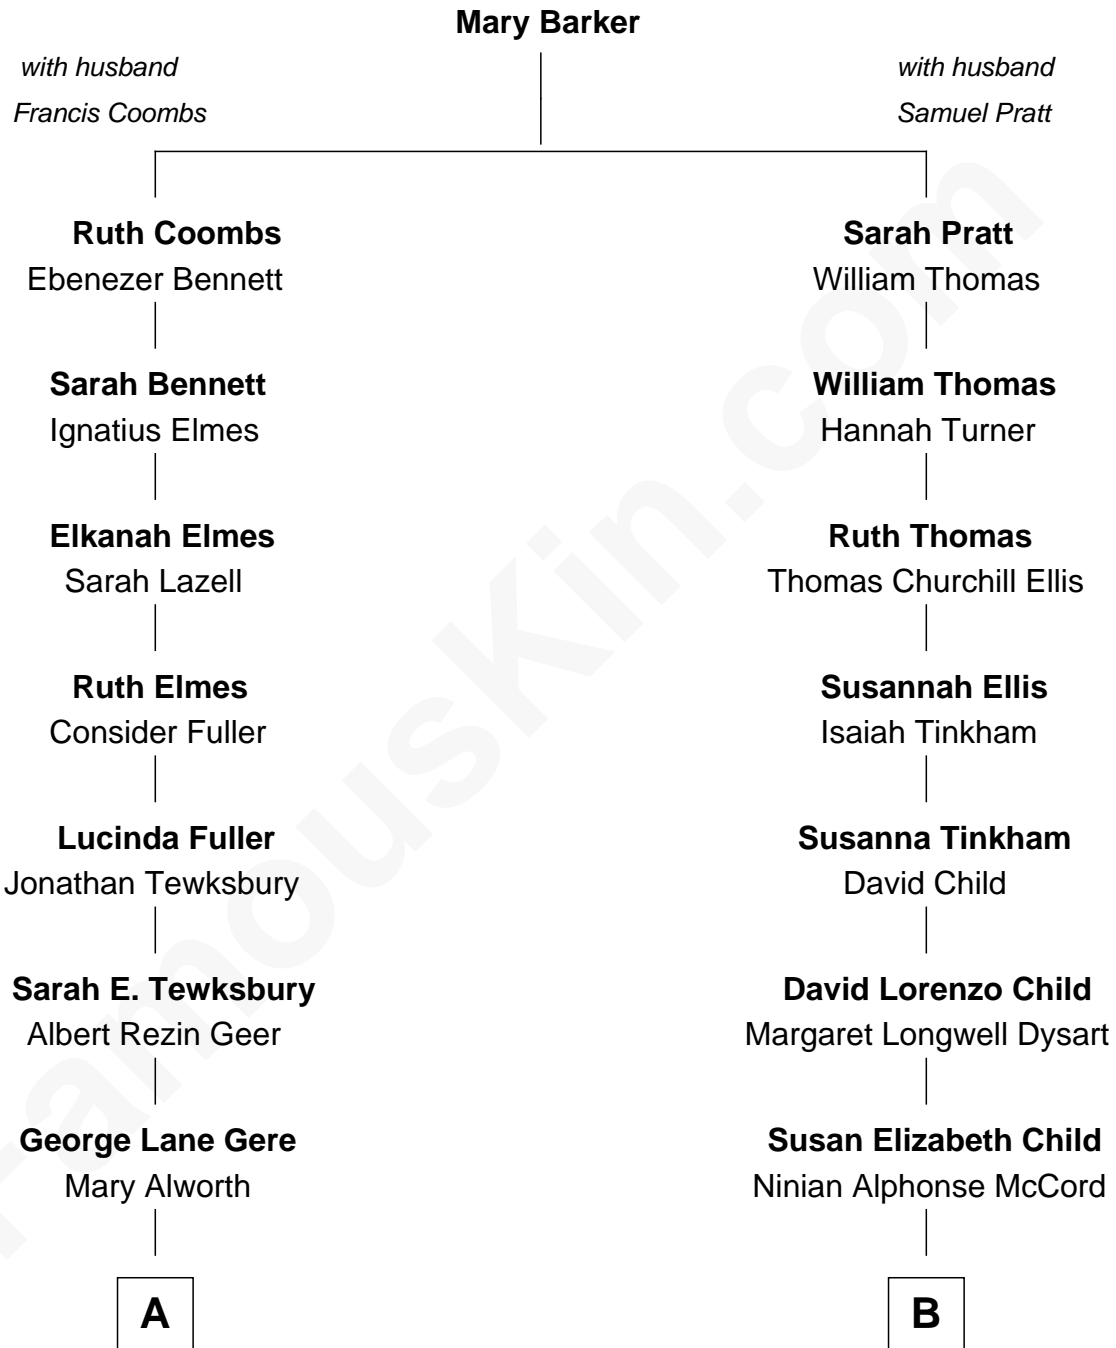 Mary Barker
with husband
Francis Coombs
with husband
Samuel Pratt
Ruth Coombs
Ebenezer Bennett
Sarah Pratt
William Thomas
Sarah Bennett
Ignatius Elmes
William Thomas
Hannah Turner
Elkanah Elmes
Sarah Lazell
Ruth Thomas
Thomas Churchill Ellis
Ruth Elmes
Consider Fuller
Susannah Ellis
Isaiah Tinkham
Lucinda Fuller
Jonathan Tewksbury
Susanna Tinkham
David Child
Sarah E. Tewksbury
Albert Rezin Geer
David Lorenzo Child
Margaret Longwell Dysart
George Lane Gere
Mary Alworth
Susan Elizabeth Child
Ninian Alphonse McCord
A
B
FamousKin.com